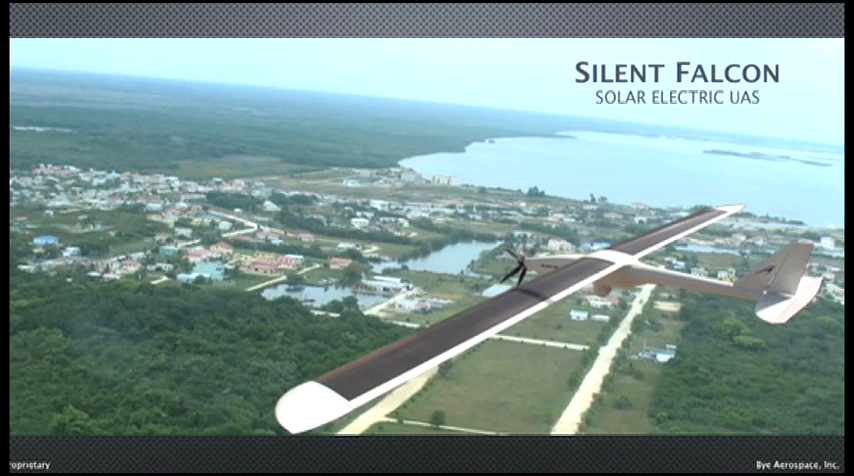 SILENT FALCON
SOLAR ELECTRIC UAS
roprietary
Bye Aerospace, Inc.